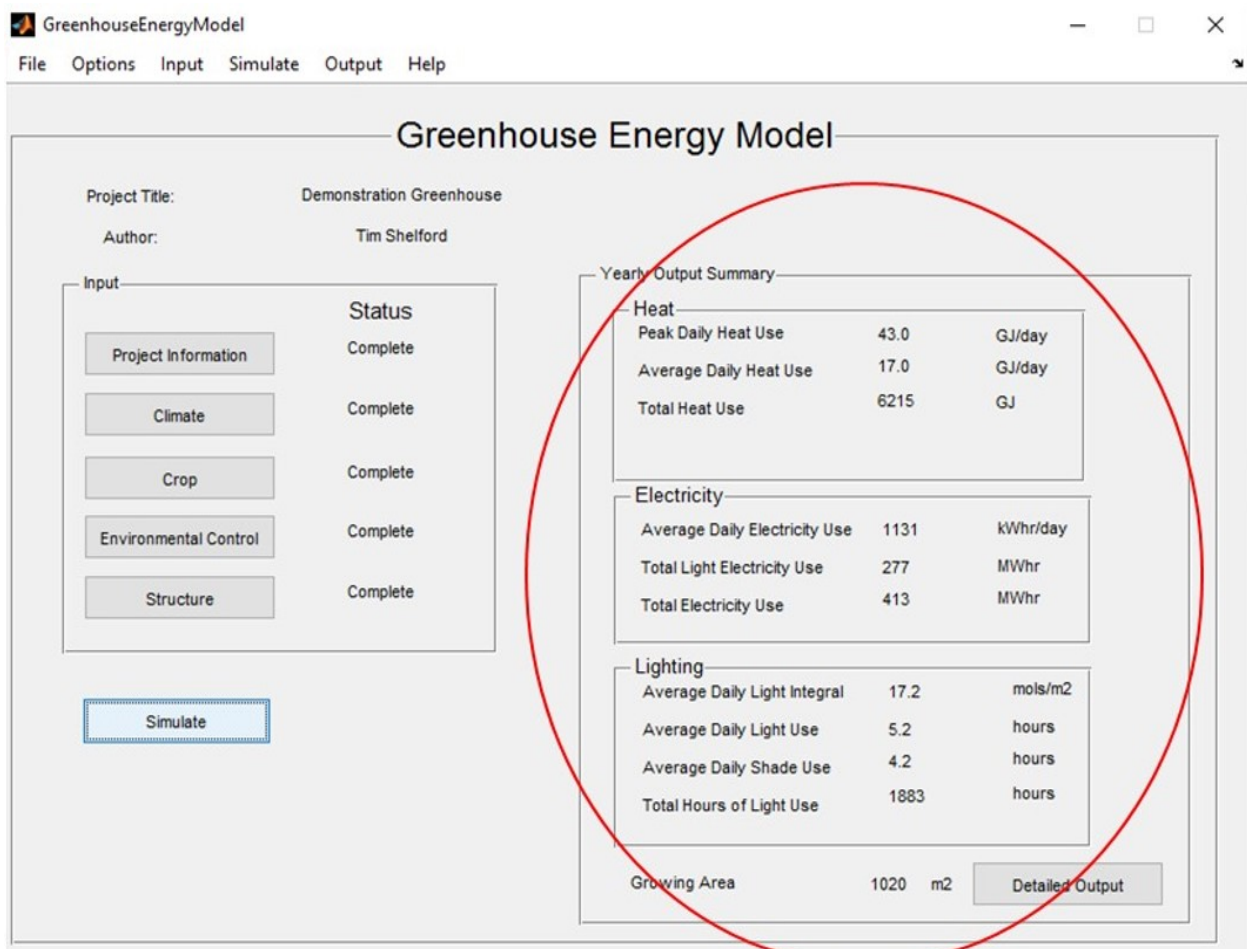 GreenhouseEnergyModel
File Options Input Simulate Output Help
Greenhouse Energy Model
Project Title: Demonstration Greenhouse
Author: Tim Shelford
Input
Status
Project Information Complete
Climate Complete
Crop Complete
Environmental Control Complete
Structure Complete
Simulate
Yearly Output Summary
Heat
Peak Daily Heat Use 43.0 GJ/day
Average Daily Heat Use 17.0 GJ/day
Total Heat Use 6215 GJ
Electricity
Average Daily Electricity Use 1131 kWhr/day
Total Light Electricity Use 277 MWhr
Total Electricity Use 413 MWhr
Lighting
Average Daily Light Integral 17.2 mols/m2
Average Daily Light Use 5.2 hours
Average Daily Shade Use 4.2 hours
Total Hours of Light Use 1883 hours
Growing Area 1020 m2 Detailed Output